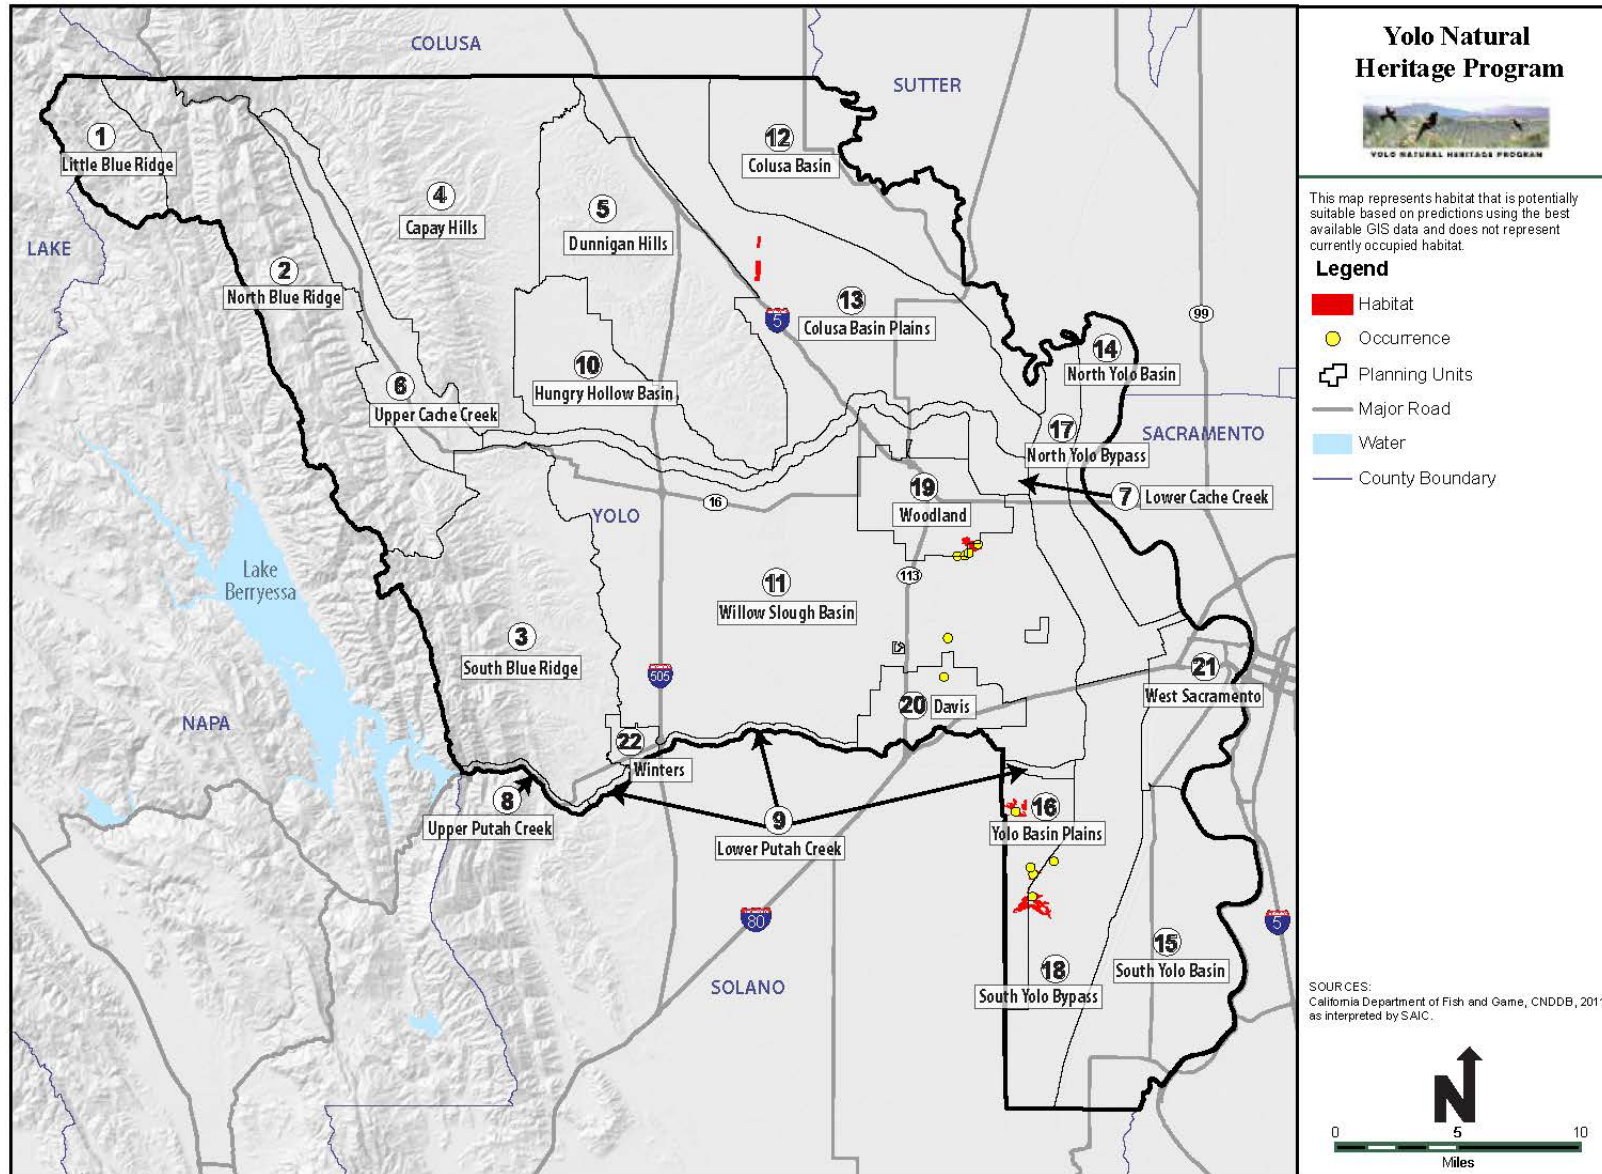 COLUSA
SUTTER
LAKE
1
Little Blue Ridge
12
Colusa Basin
4
Capay Hills
5
Dunnigan Hills
2
North Blue Ridge
13
Colusa Basin Plains
5
99
14
North Yolo Basin
10
Hungry Hollow Basin
6
Upper Cache Creek
17
North Yolo Bypass
SACRAMENTO
19
Woodland
7
Lower Cache Creek
16
YOLO
Lake
Berryessa
11
Willow Slough Basin
113
3
South Blue Ridge
505
21
West Sacramento
20
Davis
NAPA
22
Winters
8
Upper Putah Creek
9
Lower Putah Creek
16
Yolo Basin Plains
80
5
15
South Yolo Basin
18
South Yolo Bypass
SOLANO
Yolo Natural
Heritage Program
YOLO NATURAL HERITAGE PROGRAM
This map represents habitat that is potentially
suitable based on predictions using the best
available GIS data and does not represent
currently occupied habitat.
Legend
Habitat
Occurrence
Planning Units
Major Road
Water
County Boundary
SOURCES:
California Department of Fish and Game, CNDDB, 2011
as interpreted by SAIC.
N
0 5 10
Miles